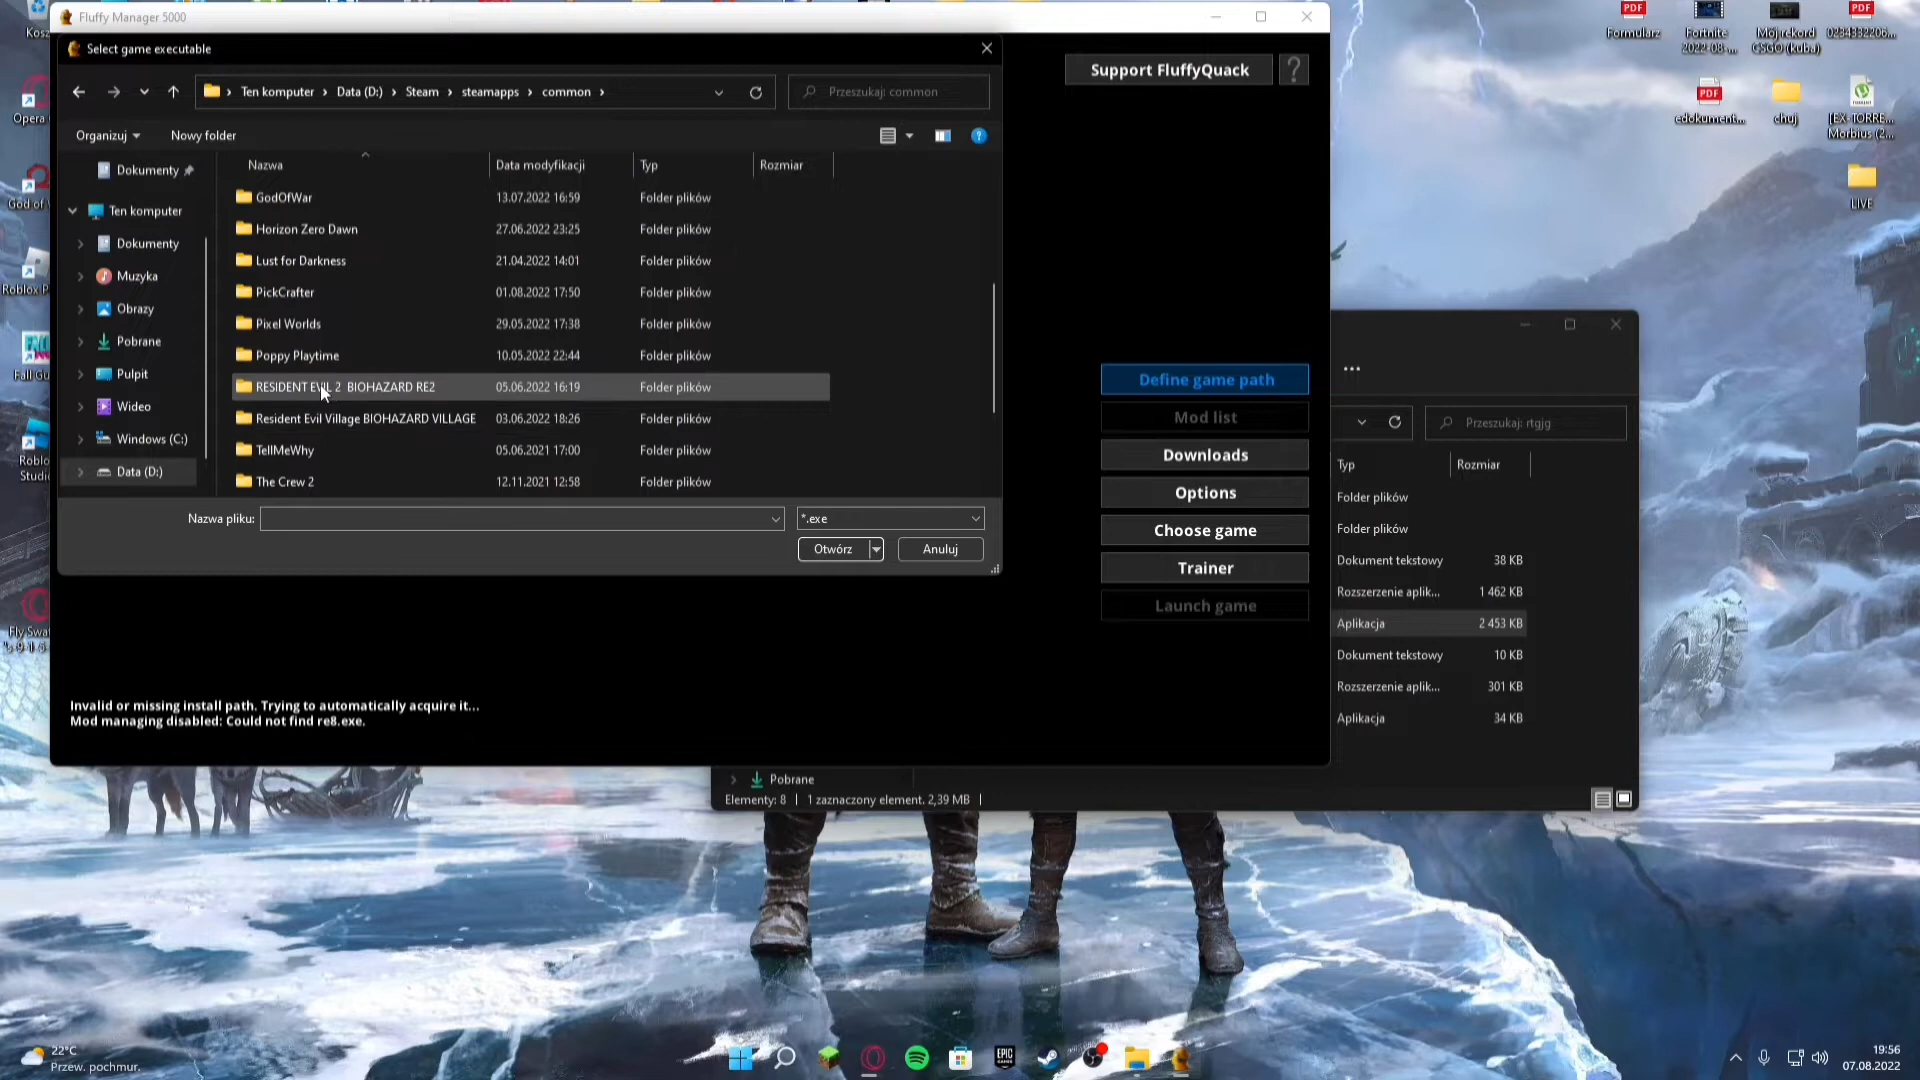 Fluffy Manager 5000
Select game executable
Ten komputer
Data (D:)
Steam
steamapps
common
Przeszukaj: common
Organizuj
Nowy folder
Nazwa
Data modyfikacji
Typ
Rozmiar
Dokumenty
Ten komputer
Dokumenty
Muzyka
Obrazy
Pobrane
Pulpit
Wideo
Windows (C:)
Data (D:)
GodOfWar 13.07.2022 16:59 Folder plików
Horizon Zero Dawn 27.06.2022 23:25 Folder plików
Lust for Darkness 21.04.2022 14:01 Folder plików
PickCrafter 01.08.2022 17:50 Folder plików
Pixel Worlds 29.05.2022 17:38 Folder plików
Poppy Playtime 10.05.2022 22:44 Folder plików
RESIDENT EVIL 2 BIOHAZARD RE2 05.06.2022 16:19 Folder plików
Resident Evil Village BIOHAZARD VILLAGE 03.06.2022 18:26 Folder plików
TellMeWhy 05.06.2021 17:00 Folder plików
The Crew 2 12.11.2021 12:58 Folder plików
Nazwa pliku:
*.exe
Otwórz
Anuluj
Support FluffyQuack
?
Define game path
Mod list
Downloads
Options
Choose game
Trainer
Launch game
Invalid or missing install path. Trying to automatically acquire it...
Mod managing disabled: Could not find re8.exe.
Przeszukaj: rtgjg
Typ
Rozmiar
Folder plików
Folder plików
Dokument tekstowy 38 KB
Rozszerzenie aplik... 1 462 KB
Aplikacja 2 453 KB
Dokument tekstowy 10 KB
Rozszerzenie aplik... 301 KB
Aplikacja 34 KB
Pobrane
Elementy: 8
1 zaznaczony element. 2,39 MB
Kosz
Opera
God of
Roblox P
Fall Gu
Roblo
Studio
Fly Swa
PDF
Formularz
Fortnite
2022-08-...
Mój rekord
CSGO (kuba)
PDF
PDF
edokument...
chuj
[EX-TORRE...
Morbius (2...
LIVE
22°C
Przew. pochmur.
EPIC
GAMES
19:56
07.08.2022